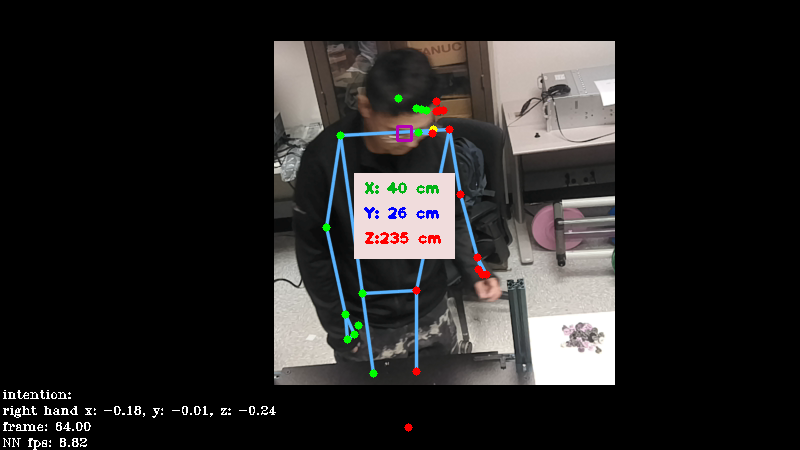 FANUC
X: 40 cm
Y: 26 cm
Z:235 cm
intention:
right hand x: -0.18, y: -0.01, z: -0.24
frame: 64.00
NN fps: 8.82